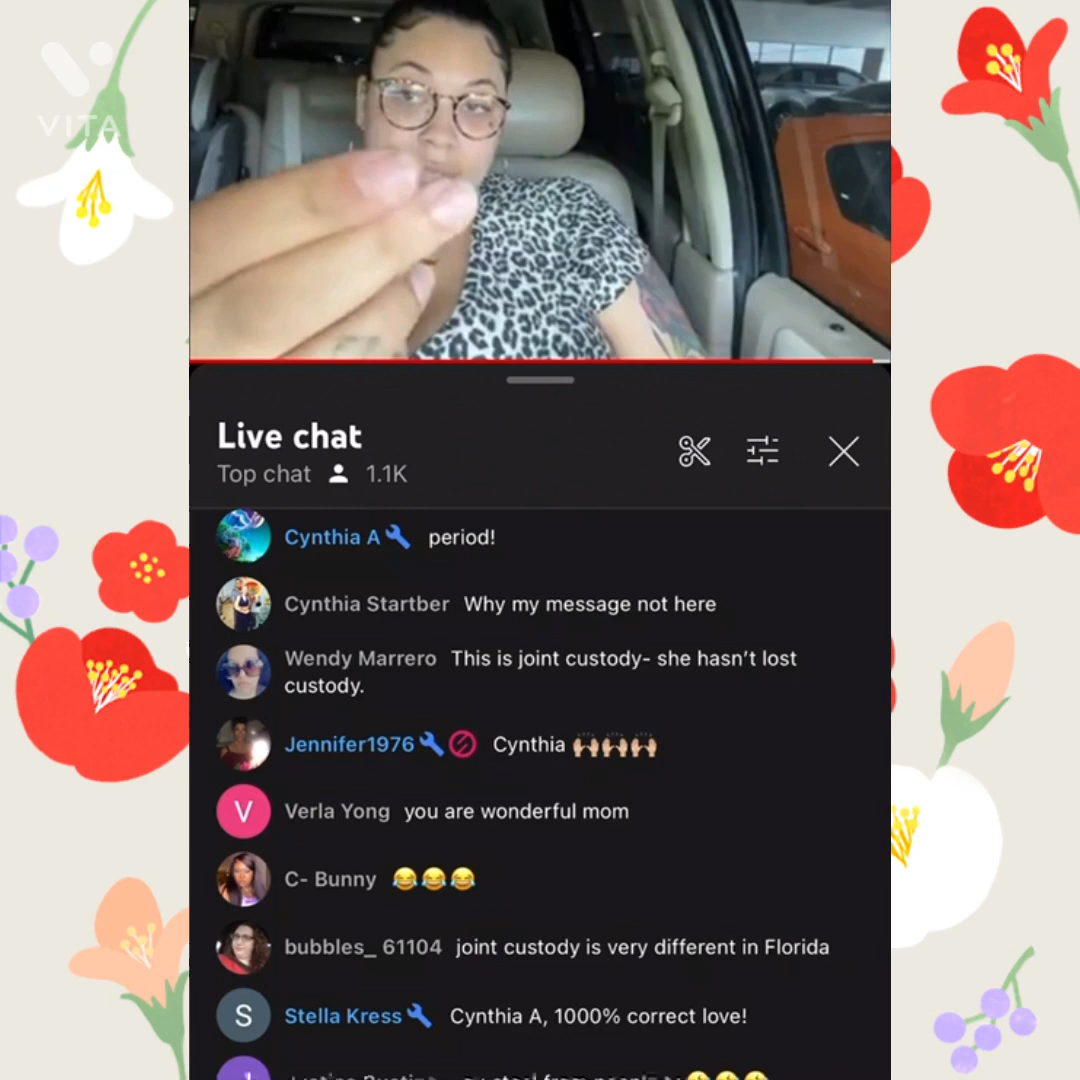 VITA
Live chat
Top chat 1.1K
Cynthia A period!
Cynthia Startber Why my message not here
Wendy Marrero This is joint custody- she hasn't lost
custody.
Jennifer1976 Cynthia 🙌🏼🙌🏼🙌🏼
V
Verla Yong you are wonderful mom
C- Bunny 😂😂😂
bubbles_ 61104 joint custody is very different in Florida
S
Stella Kress Cynthia A, 1000% correct love!